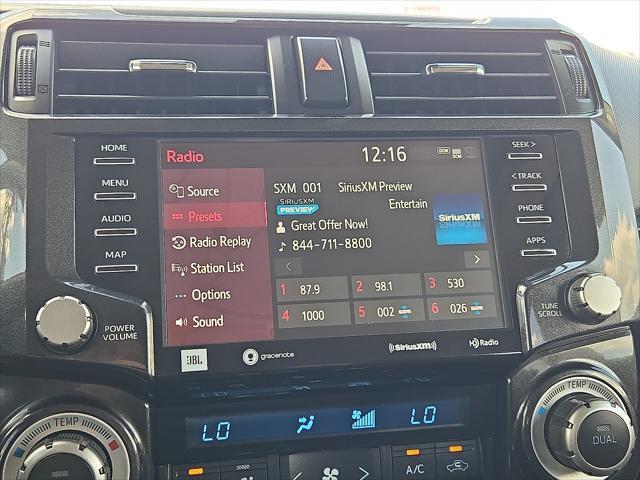 HOME
MENU
AUDIO
MAP
POWER
VOLUME
Radio
12:16
DCM
Source
Presets
Radio Replay
Station List
Options
Sound
SXM 001 SiriusXM Preview
SIRIUSXM
PREVIEW
Entertain
Great Offer Now!
844-711-8800
SiriusXM
<
>
1 87.9
2 98.1
3 530
4 1000
5 002
6 026
SEEK >
< TRACK
PHONE
APPS
TUNE
SCROLL
JBL
gracenote
SiriusXM
HD Radio
LO
LO
TEMP
TEMP
DUAL
A/C
< >